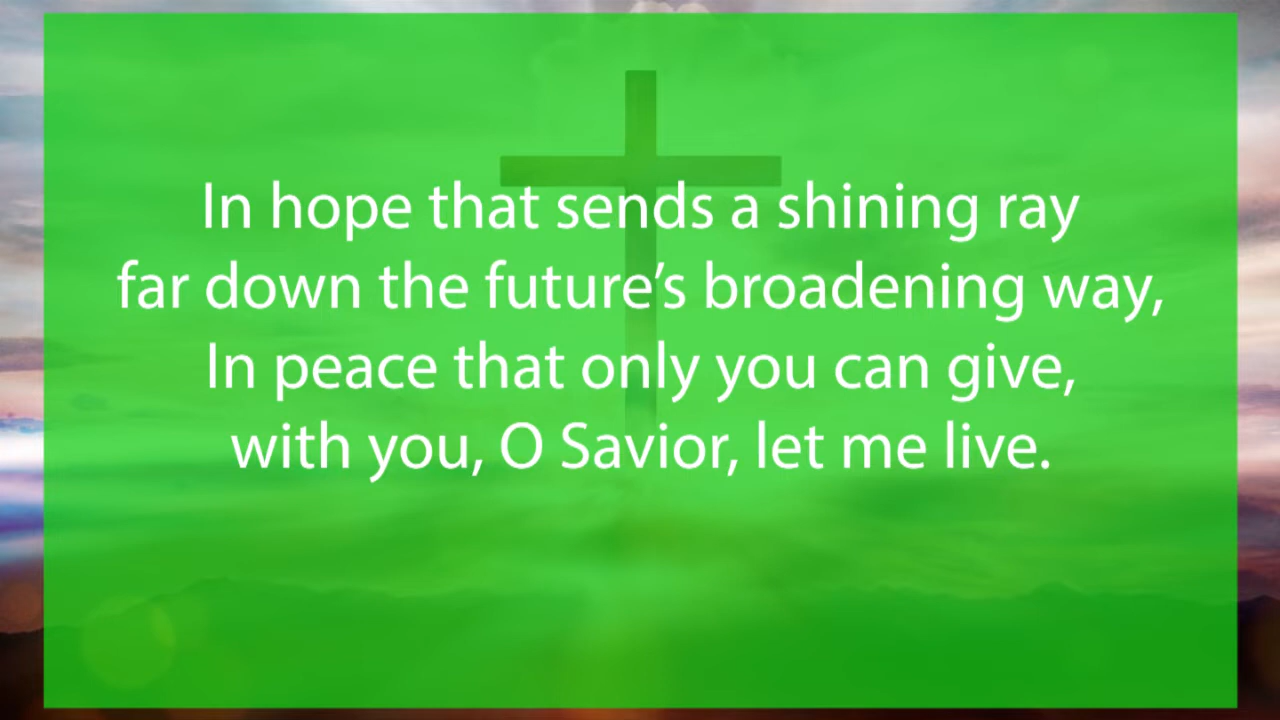 In hope that sends a shining ray
far down the future’s broadening way,
In peace that only you can give,
with you, O Savior, let me live.